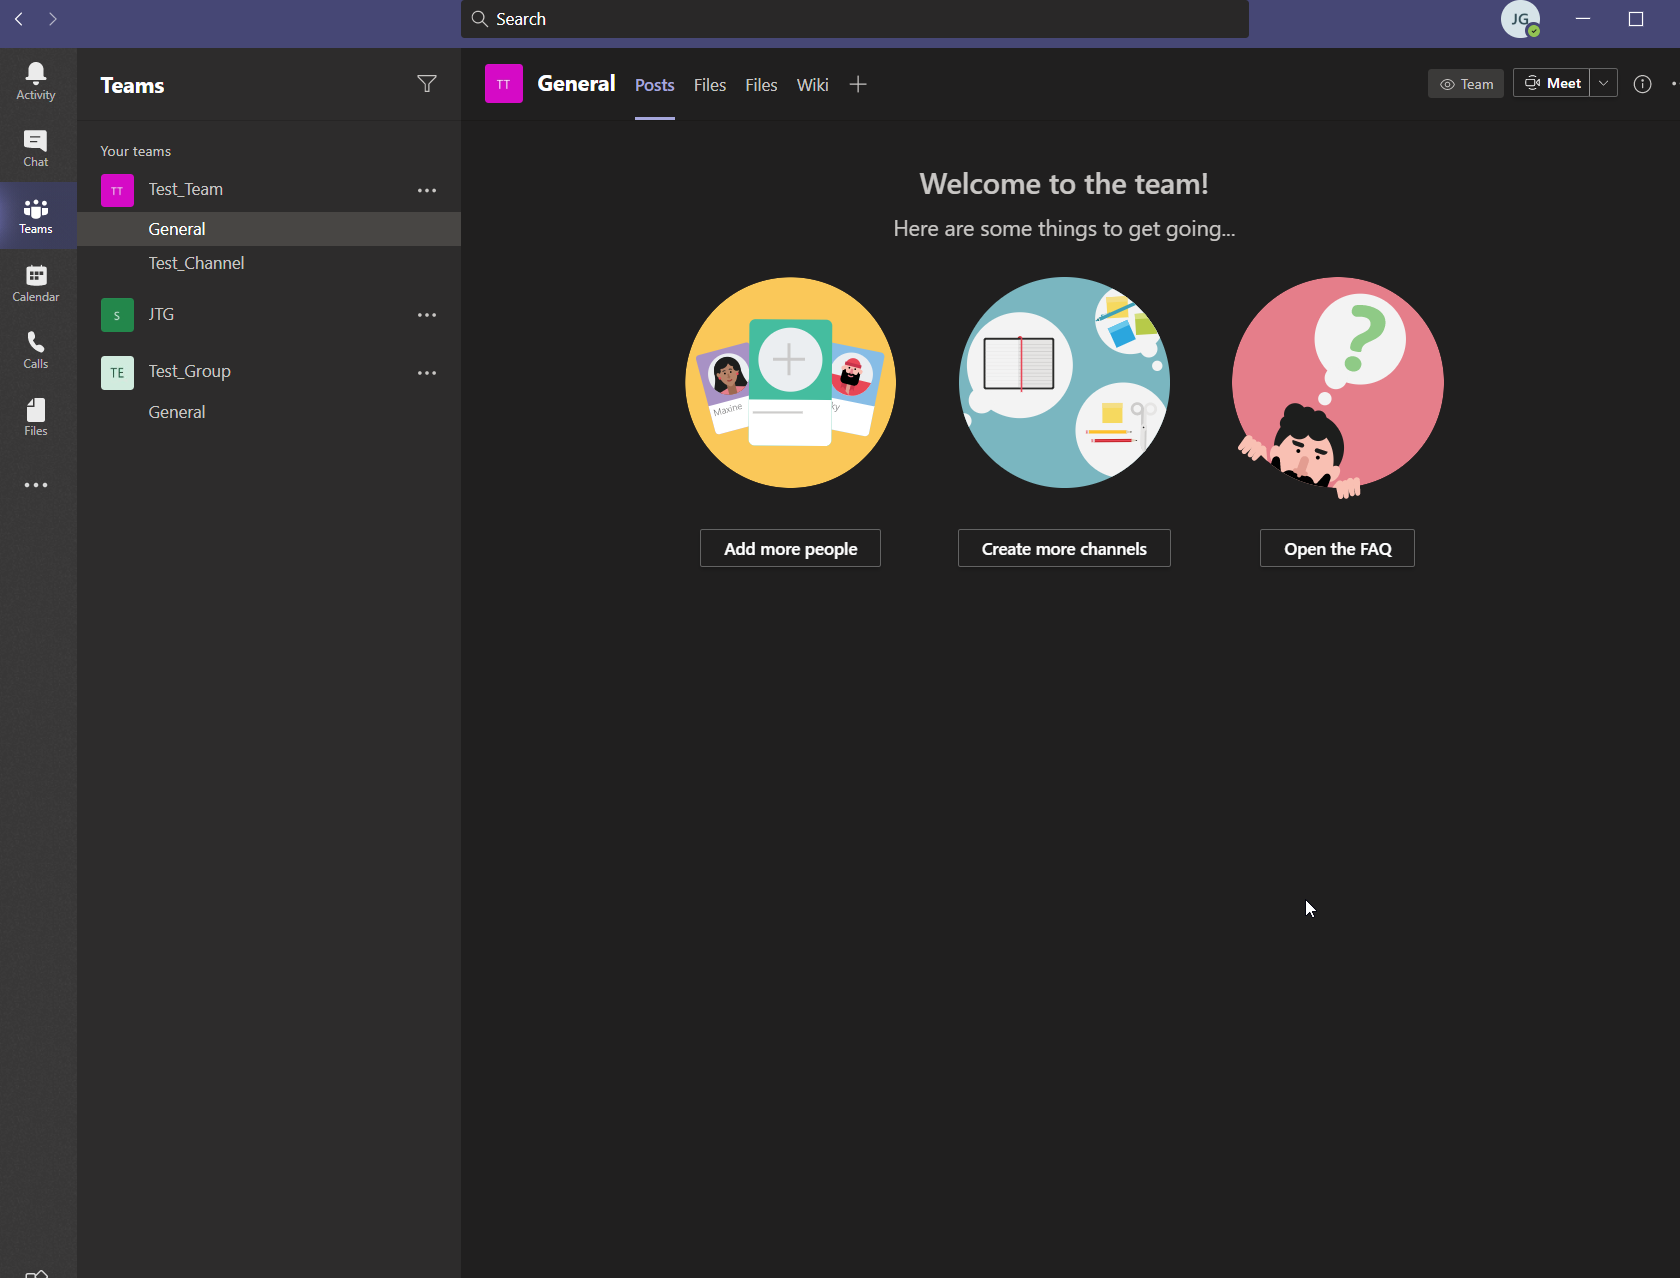 Search
JG
Activity
Chat
Teams
Calendar
Calls
Files
Teams
Your teams
TT Test_Team
General
Test_Channel
S JTG
TE Test_Group
General
TT General Posts Files Files Wiki
Team Meet
Welcome to the team!
Here are some things to get going...
Maxine
ky
?
Add more people
Create more channels
Open the FAQ